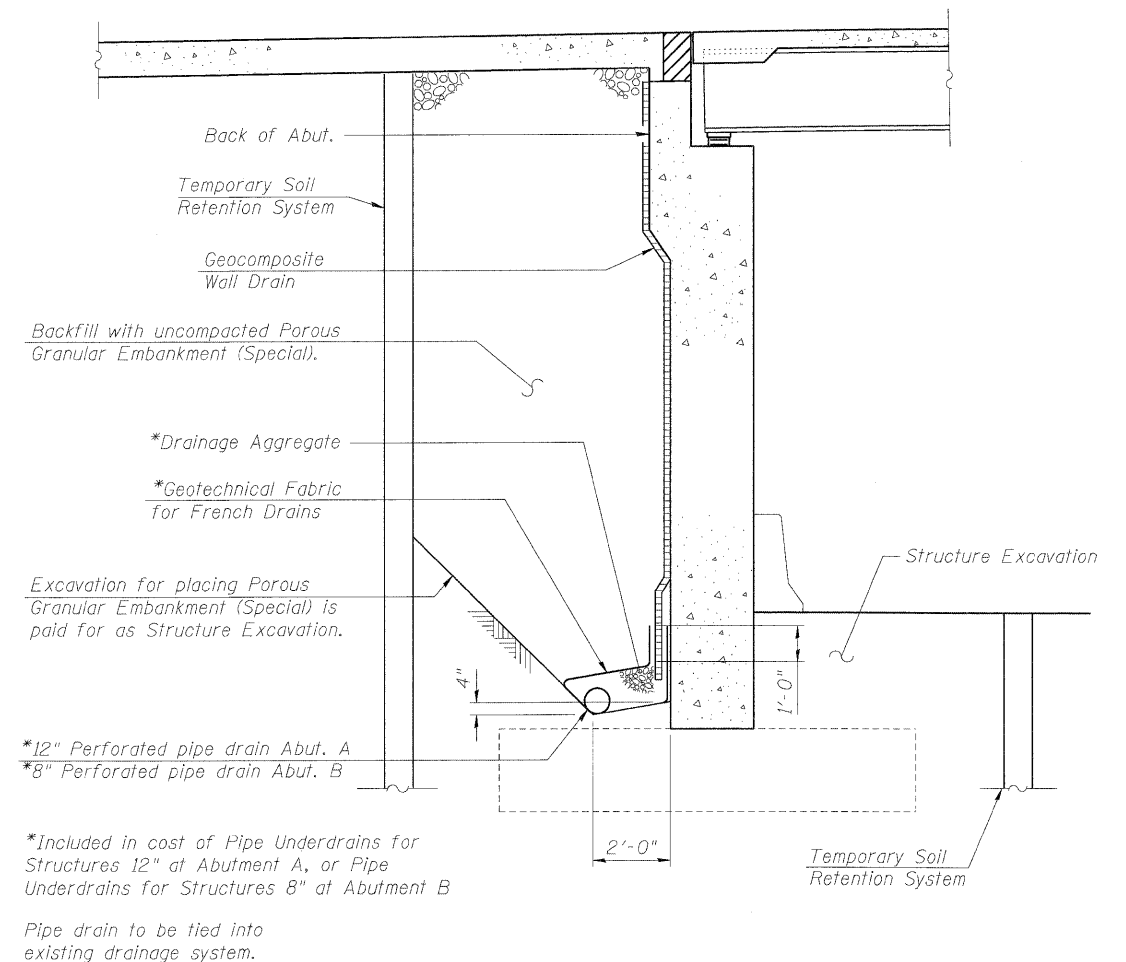 Back of Abut.
Temporary Soil
Retention System
Geocomposite
Wall Drain
Backfill with uncompacted Porous
Granular Embankment (Special).
*Drainage Aggregate
*Geotechnical Fabric
for French Drains
Structure Excavation
Excavation for placing Porous
Granular Embankment (Special) is
paid for as Structure Excavation.
4"
1'-0"
*12" Perforated pipe drain Abut. A
*8" Perforated pipe drain Abut. B
2'-0"
*Included in cost of Pipe Underdrains for
Structures 12" at Abutment A, or Pipe
Underdrains for Structures 8" at Abutment B
Temporary Soil
Retention System
Pipe drain to be tied into
existing drainage system.